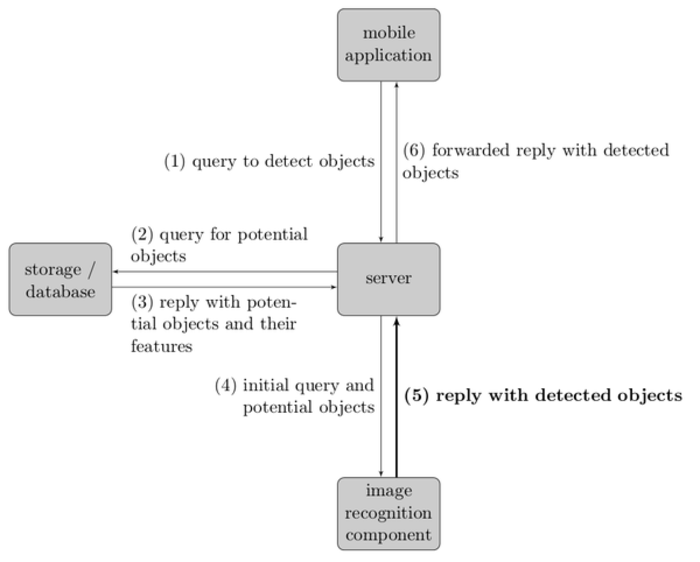 mobile
application
(1) query to detect objects
(6) forwarded reply with detected
objects
(2) query for potential
objects
storage /
database
server
(3) reply with poten-
tial objects and their
features
(4) initial query and
potential objects
(5) reply with detected objects
image
recognition
component